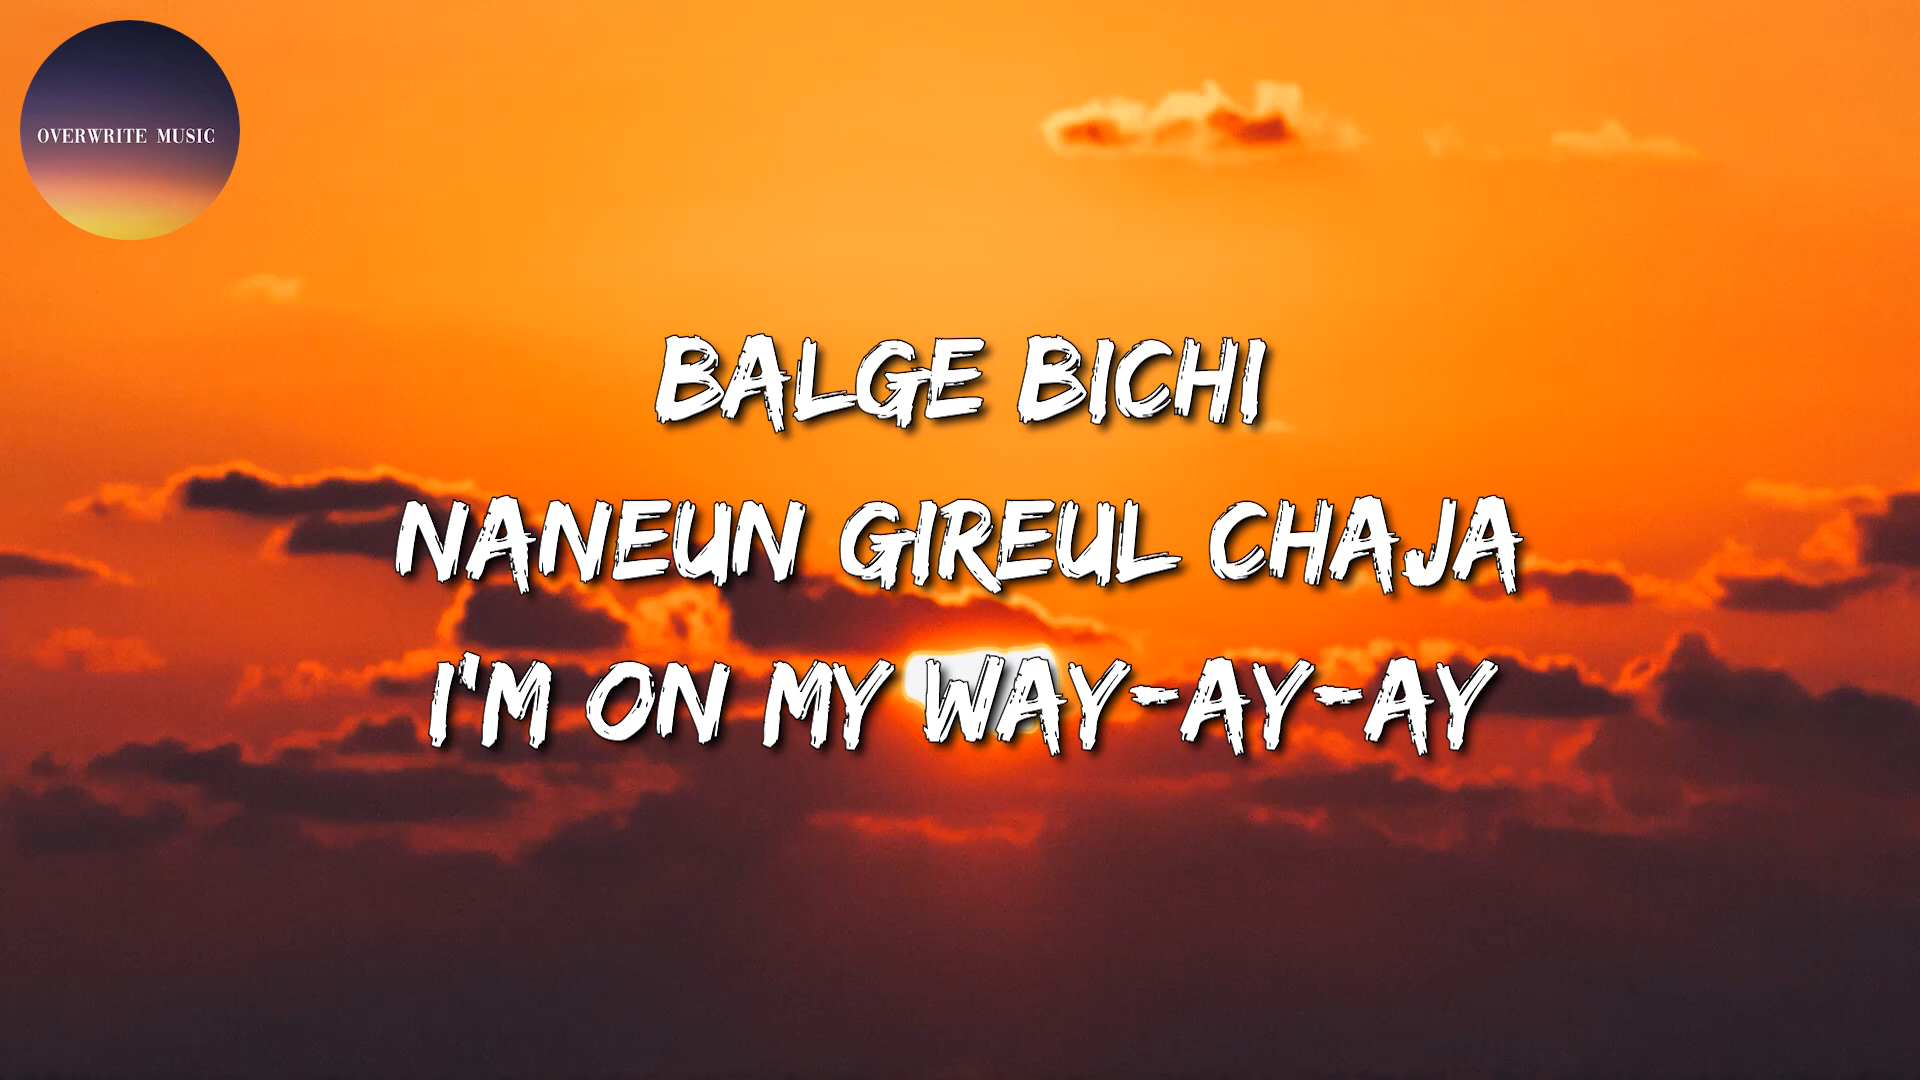 OVERWRITE MUSIC
BALGE BICHI
NANEUN GIREUL CHAJA
I'M ON MY WAY-AY-AY